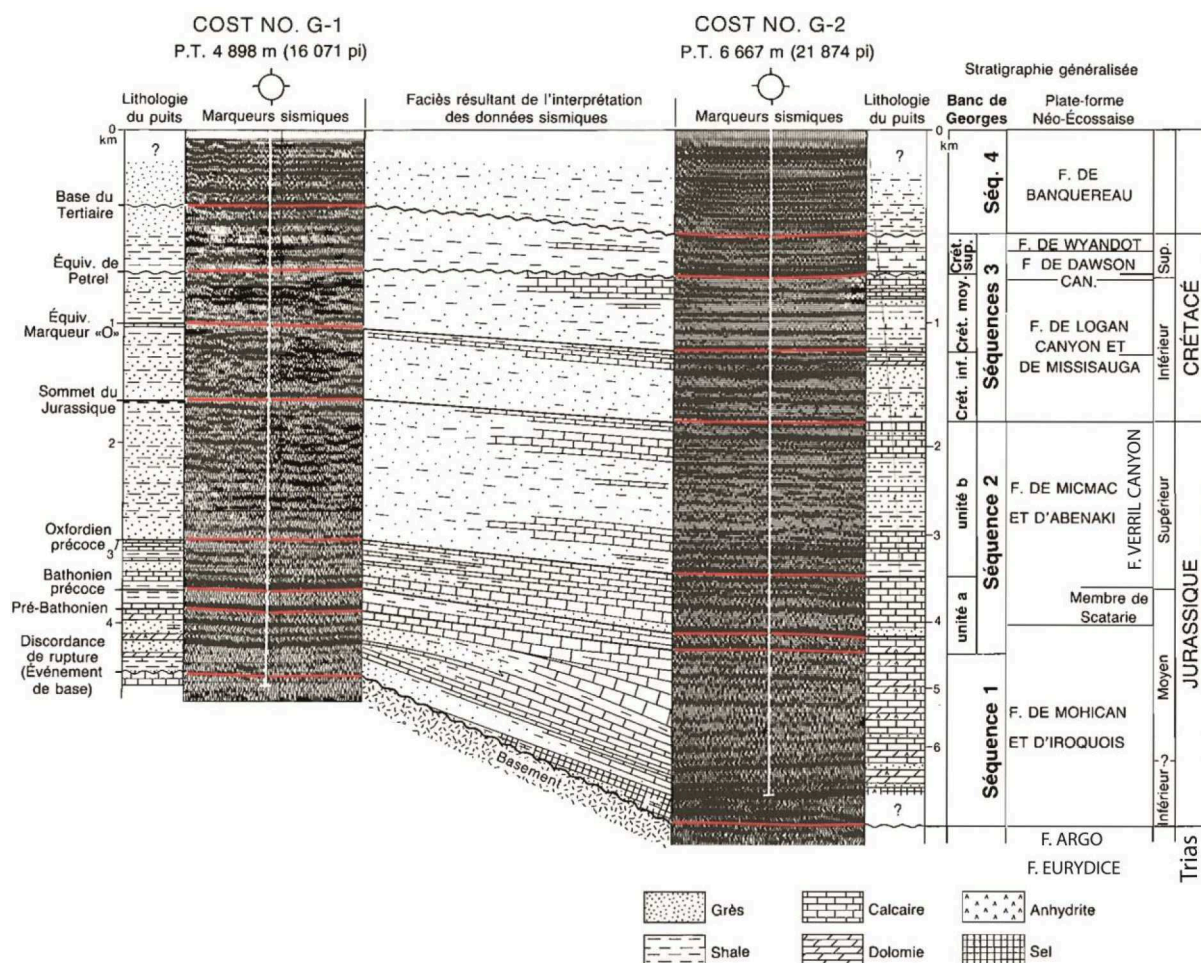 COST NO. G-1
P.T. 4 898 m (16 071 pi)
COST NO. G-2
P.T. 6 667 m (21 874 pi)
Stratigraphie généralisée
Lithologie
du puits
Marqueurs sismiques
Faciès résultant de l'interprétation
des données sismiques
Marqueurs sismiques
Lithologie
du puits
Banc de
Georges
Plate-forme
Néo-Écossaise
0
km
?
Base du
Tertiaire
Équiv. de
Petrel
Équiv.
Marqueur «O»
1
Sommet du
Jurassique
2
Oxfordien
précoce
3
Bathonien
précoce
Pré-Bathonien
4
Discordance
de rupture
(Événement
de base)
Basement
?
?
0
km
1
2
3
4
5
6
Séq. 4
Crét. sup.
Crét. moy.
Crét. inf.
Séquences 3
unité b
unité a
Séquence 2
Séquence 1
F. DE
BANQUEREAU
F. DE WYANDOT
F. DE DAWSON
CAN.
F. DE LOGAN
CANYON ET
DE MISSISAUGA
F. DE MICMAC
ET D'ABENAKI
F. VERRIL CANYON
Membre de
Scatarie
F. DE MOHICAN
ET D'IROQUOIS
F. ARGO
F. EURYDICE
Sup.
Inférieur
CRÉTACÉ
Supérieur
Moyen
?
Inférieur
JURASSIQUE
Trias
Grès
Calcaire
Anhydrite
Shale
Dolomie
Sel